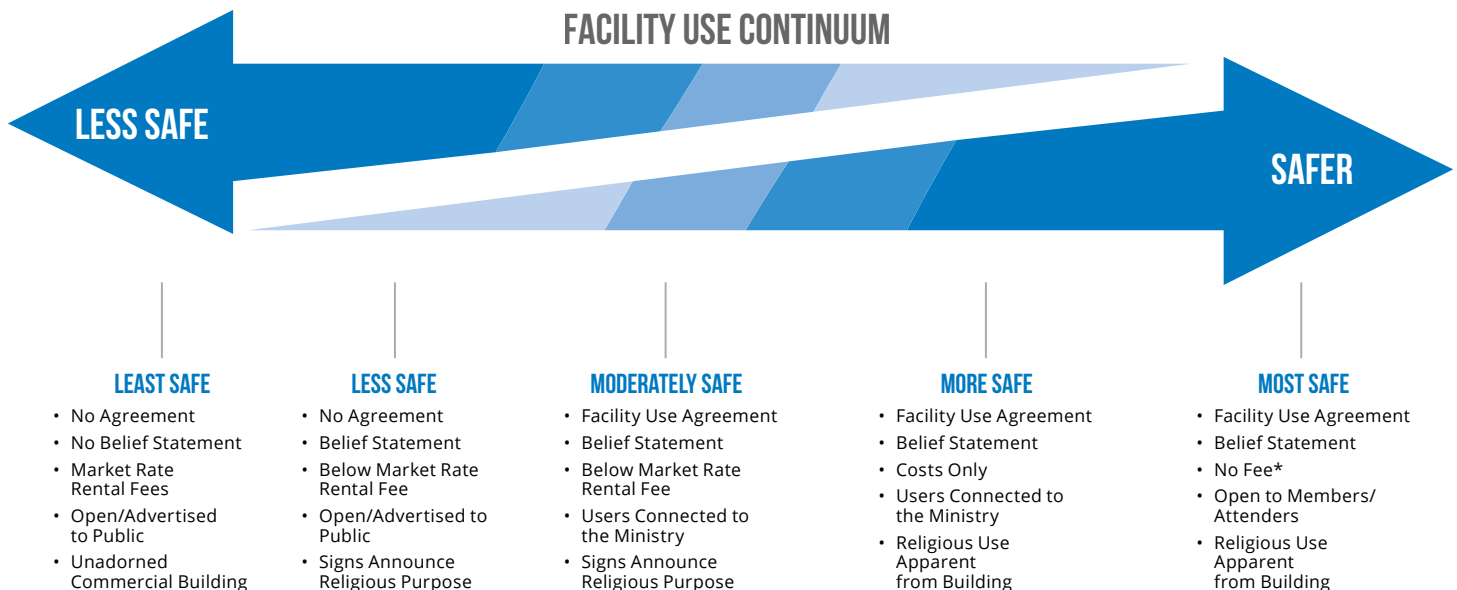 FACILITY USE CONTINUUM
LESS SAFE
SAFER
LEAST SAFE
• No Agreement
• No Belief Statement
• Market Rate
Rental Fees
• Open/Advertised
to Public
• Unadorned
Commercial Building
LESS SAFE
• No Agreement
• Belief Statement
• Below Market Rate
Rental Fee
• Open/Advertised to
Public
• Signs Announce
Religious Purpose
MODERATELY SAFE
• Facility Use Agreement
• Belief Statement
• Below Market Rate
Rental Fee
• Users Connected to
the Ministry
• Signs Announce
Religious Purpose
MORE SAFE
• Facility Use Agreement
• Belief Statement
• Costs Only
• Users Connected to
the Ministry
• Religious Use
Apparent
from Building
MOST SAFE
• Facility Use Agreement
• Belief Statement
• No Fee*
• Open to Members/
Attenders
• Religious Use
Apparent
from Building